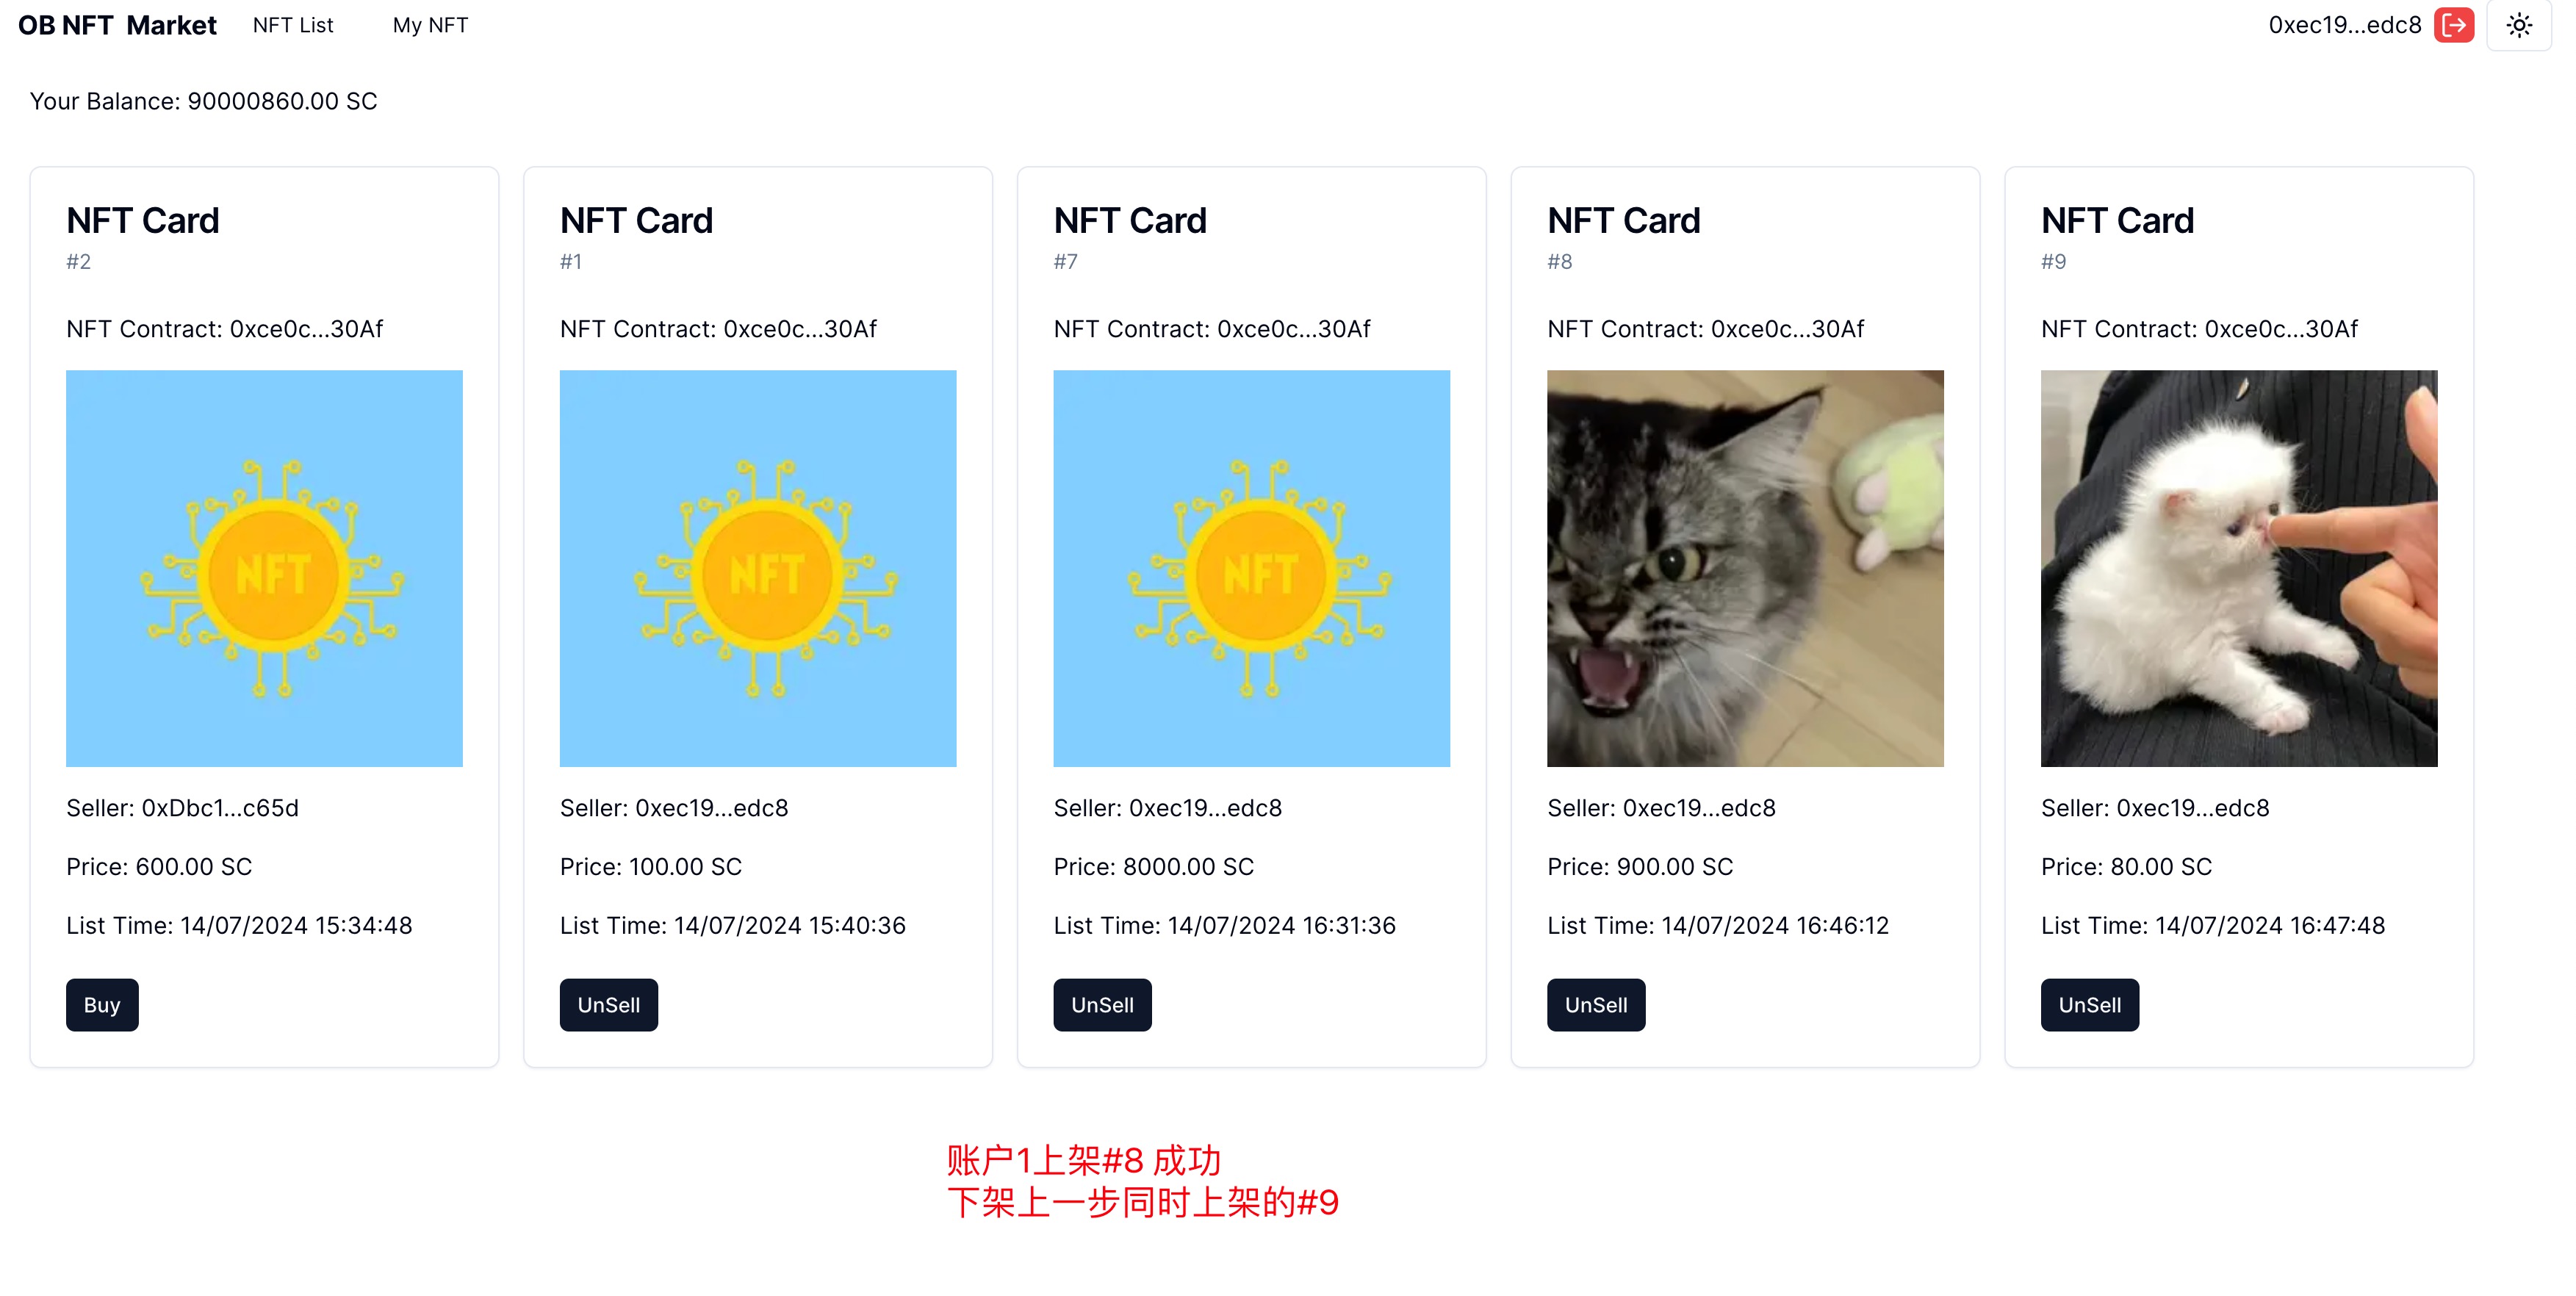 OB NFT Market NFT List My NFT 0xec19...edc8
Your Balance: 90000860.00 SC
NFT Card
#2
NFT Contract: 0xce0c...30Af
NFT
Seller: 0xDbc1...c65d
Price: 600.00 SC
List Time: 14/07/2024 15:34:48
Buy
NFT Card
#1
NFT Contract: 0xce0c...30Af
NFT
Seller: 0xec19...edc8
Price: 100.00 SC
List Time: 14/07/2024 15:40:36
UnSell
NFT Card
#7
NFT Contract: 0xce0c...30Af
NFT
Seller: 0xec19...edc8
Price: 8000.00 SC
List Time: 14/07/2024 16:31:36
UnSell
NFT Card
#8
NFT Contract: 0xce0c...30Af
Seller: 0xec19...edc8
Price: 900.00 SC
List Time: 14/07/2024 16:46:12
UnSell
NFT Card
#9
NFT Contract: 0xce0c...30Af
Seller: 0xec19...edc8
Price: 80.00 SC
List Time: 14/07/2024 16:47:48
UnSell
账户1上架#8 成功
下架上一步同时上架的#9